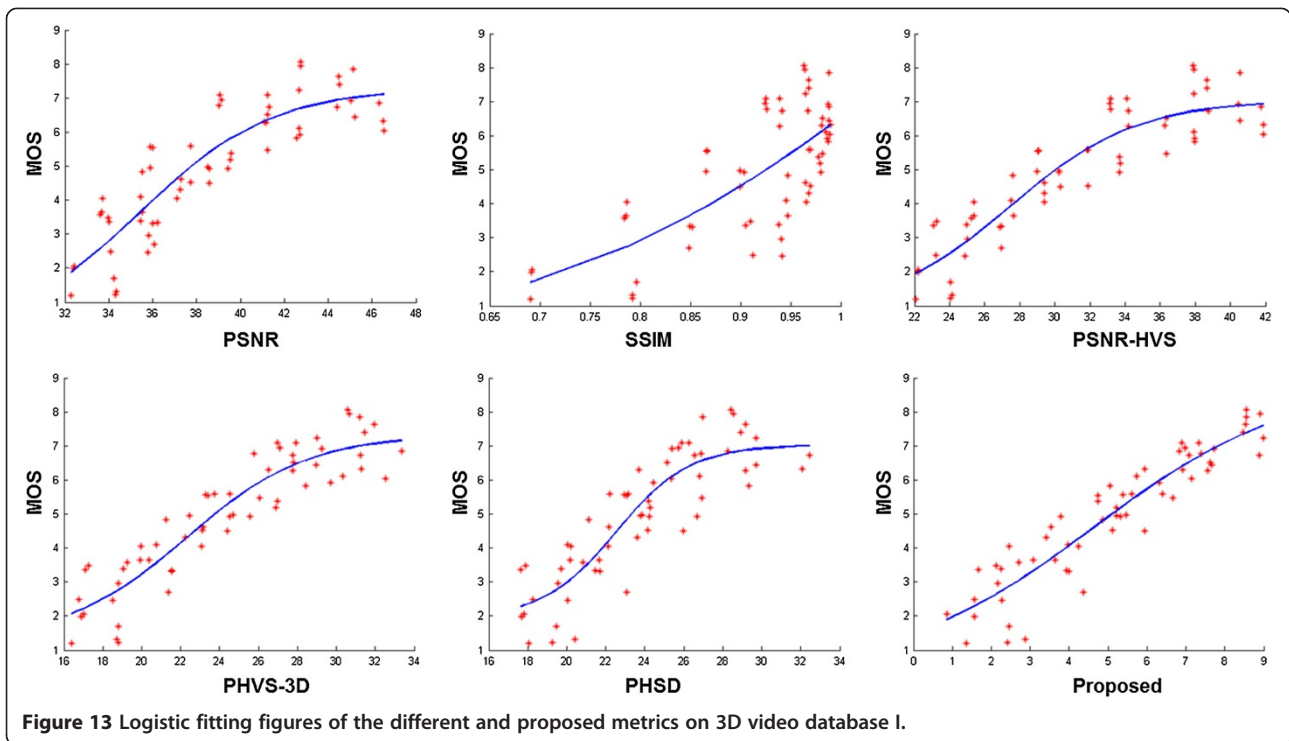 9
8
7
6
5
4
3
2
1
MOS
32 34 36 38 40 42 44 46 48
PSNR
9
8
7
6
5
4
3
2
1
MOS
0.65 0.7 0.75 0.8 0.85 0.9 0.95 1
SSIM
9
8
7
6
5
4
3
2
1
MOS
22 24 26 28 30 32 34 36 38 40 42
PSNR-HVS
9
8
7
6
5
4
3
2
1
MOS
16 18 20 22 24 26 28 30 32 34
PHVS-3D
9
8
7
6
5
4
3
2
1
MOS
16 18 20 22 24 26 28 30 32 34
PHSD
9
8
7
6
5
4
3
2
1
MOS
0 1 2 3 4 5 6 7 8 9
Proposed
Figure 13 Logistic fitting figures of the different and proposed metrics on 3D video database I.